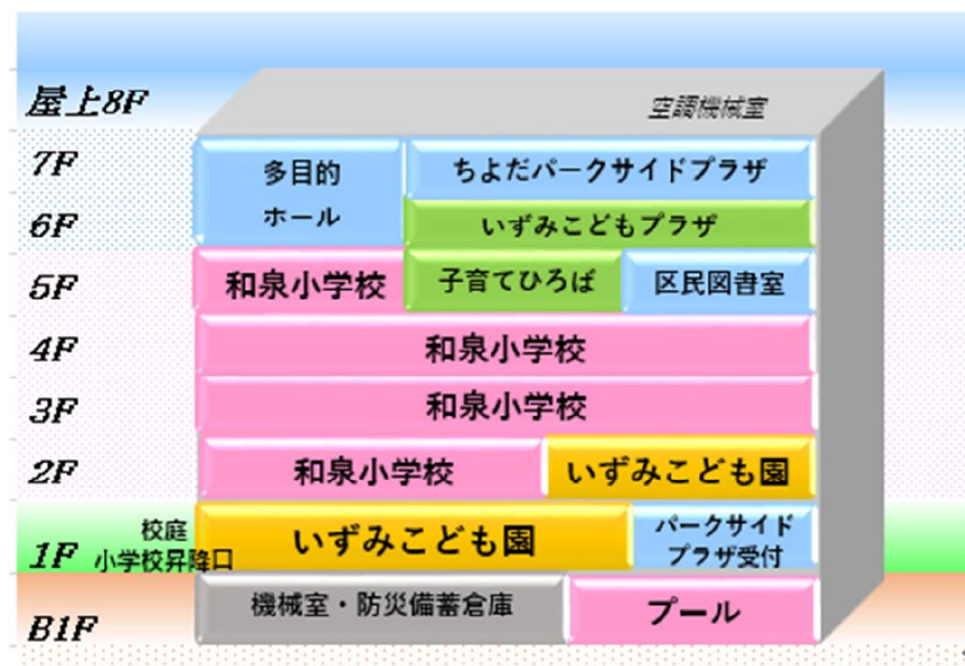 屋上8F
空調機械室
7F
多目的
ホール
ちよだパークサイドプラザ
6F
いずみこどもプラザ
5F
和泉小学校
子育てひろば
区民図書室
4F
和泉小学校
3F
和泉小学校
2F
和泉小学校
いずみこども園
1F
校庭
小学校昇降口
いずみこども園
パークサイド
プラザ受付
B1F
機械室・防災備蓄倉庫
プール